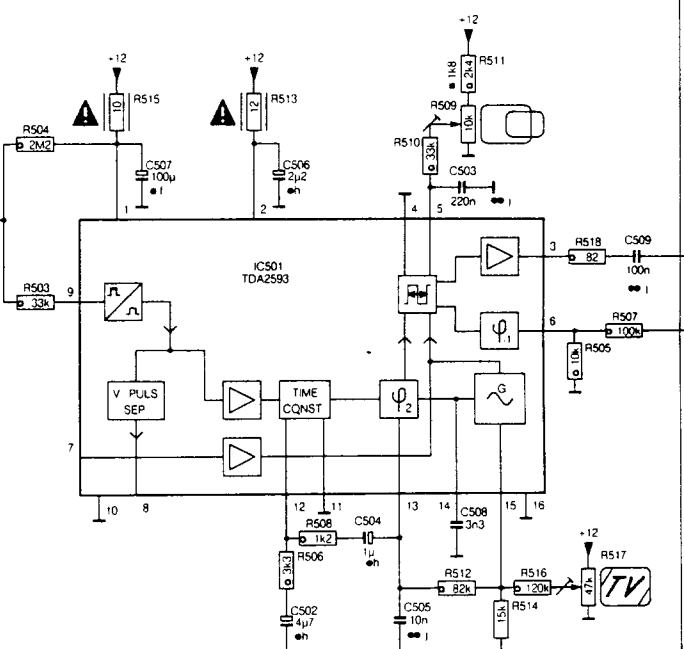 +12
R511
1k8
2k4
R509
10k
+12
R515
10
+12
R513
12
R510
33k
R504
2M2
C507
100µ
f
C506
2µ2
h
C503
220n
1
2
4
5
IC501
TDA2593
3
R518
82
C509
100n
R503
33k
9
φ1
6
R507
100k
10k
R505
V PULS
SEP
TIME
CONST
φ2
G
7
10
8
12
11
13
14
15
16
R508
1k2
C504
1µ
h
C508
3n3
+12
R517
47k
TV
3k3
R506
R512
82k
R516
120k
15k
R514
C502
4µ7
h
C505
10n